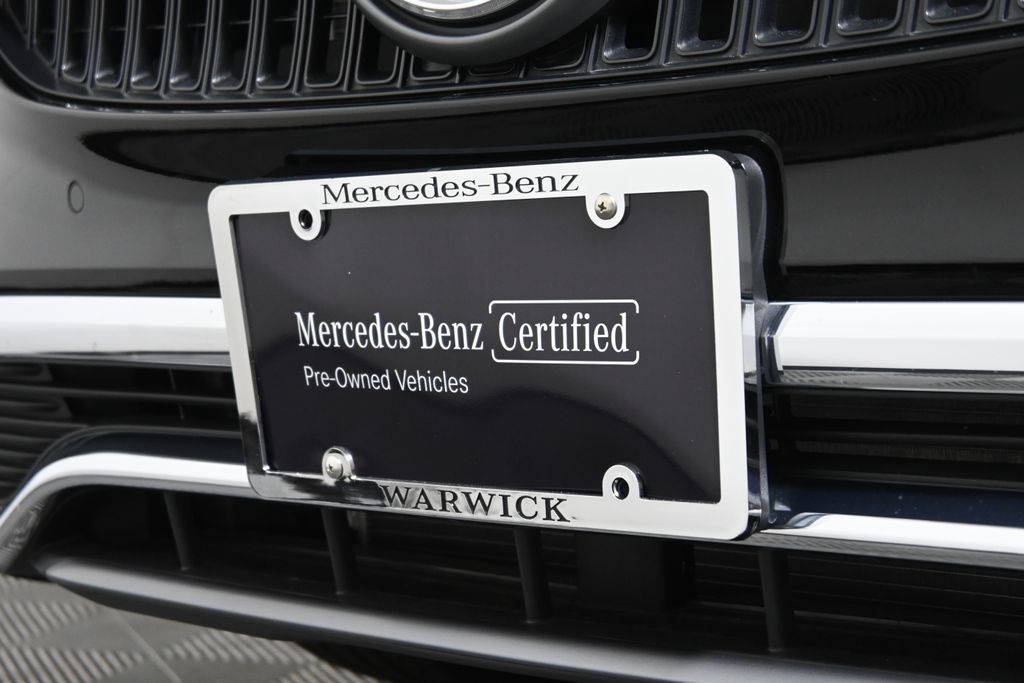 Mercedes-Benz
Mercedes-Benz Certified
Pre-Owned Vehicles
WARWICK